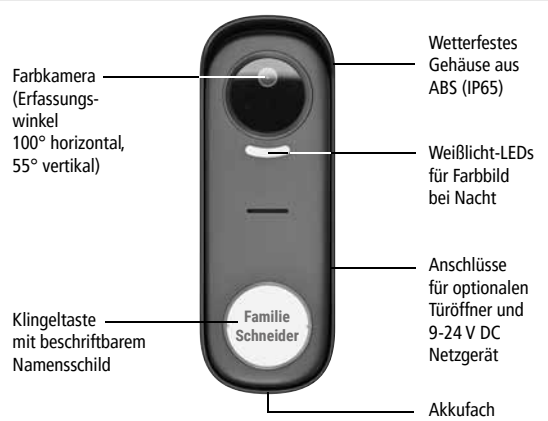 Farbkamera
(Erfassungs-
winkel
100° horizontal,
55° vertikal)
Klingeltaste
mit beschriftbarem
Namensschild
Familie
Schneider
Wetterfestes
Gehäuse aus
ABS (IP65)
Weißlicht-LEDs
für Farbbild
bei Nacht
Anschlüsse
für optionalen
Türöffner und
9-24 V DC
Netzgerät
Akkufach